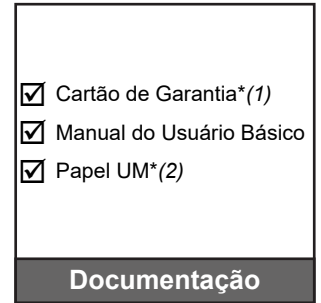 ☑ Cartão de Garantia*(1)
☑ Manual do Usuário Básico
☑ Papel UM*(2)
Documentação